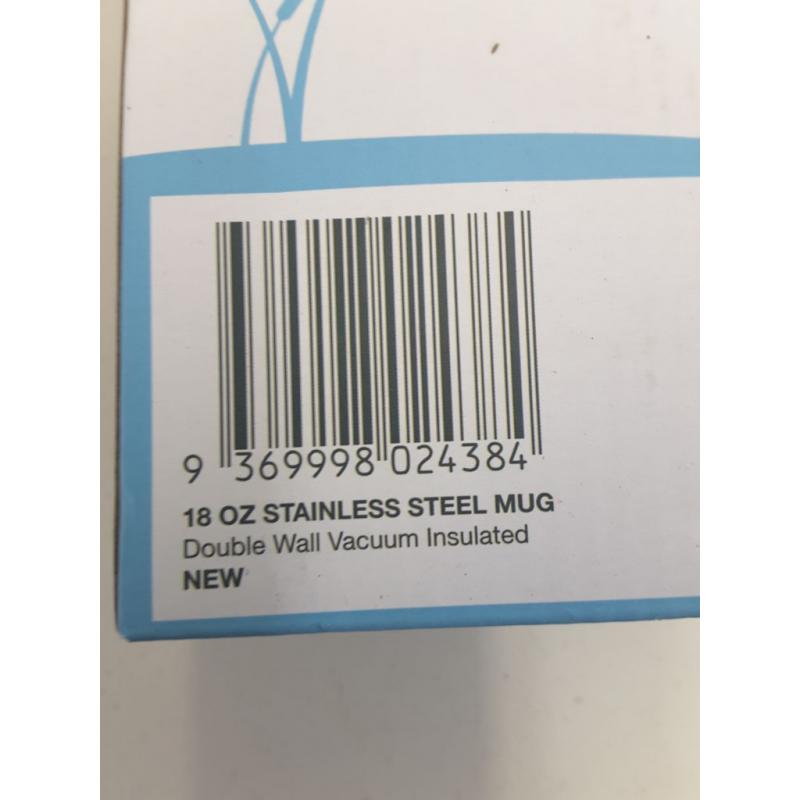 9 369998 024384
18 OZ STAINLESS STEEL MUG
Double Wall Vacuum Insulated
NEW